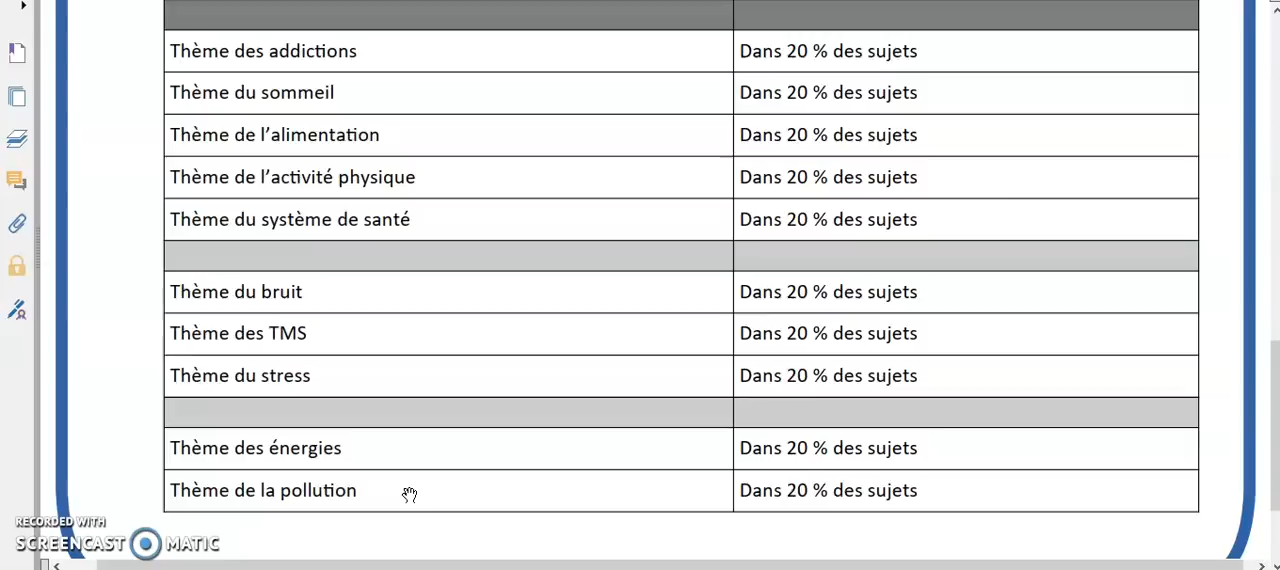 Thème des addictions Dans 20 % des sujets
Thème du sommeil Dans 20 % des sujets
Thème de l’alimentation Dans 20 % des sujets
Thème de l’activité physique Dans 20 % des sujets
Thème du système de santé Dans 20 % des sujets
Thème du bruit Dans 20 % des sujets
Thème des TMS Dans 20 % des sujets
Thème du stress Dans 20 % des sujets
Thème des énergies Dans 20 % des sujets
Thème de la pollution Dans 20 % des sujets
RECORDED WITH
SCREENCAST MATIC